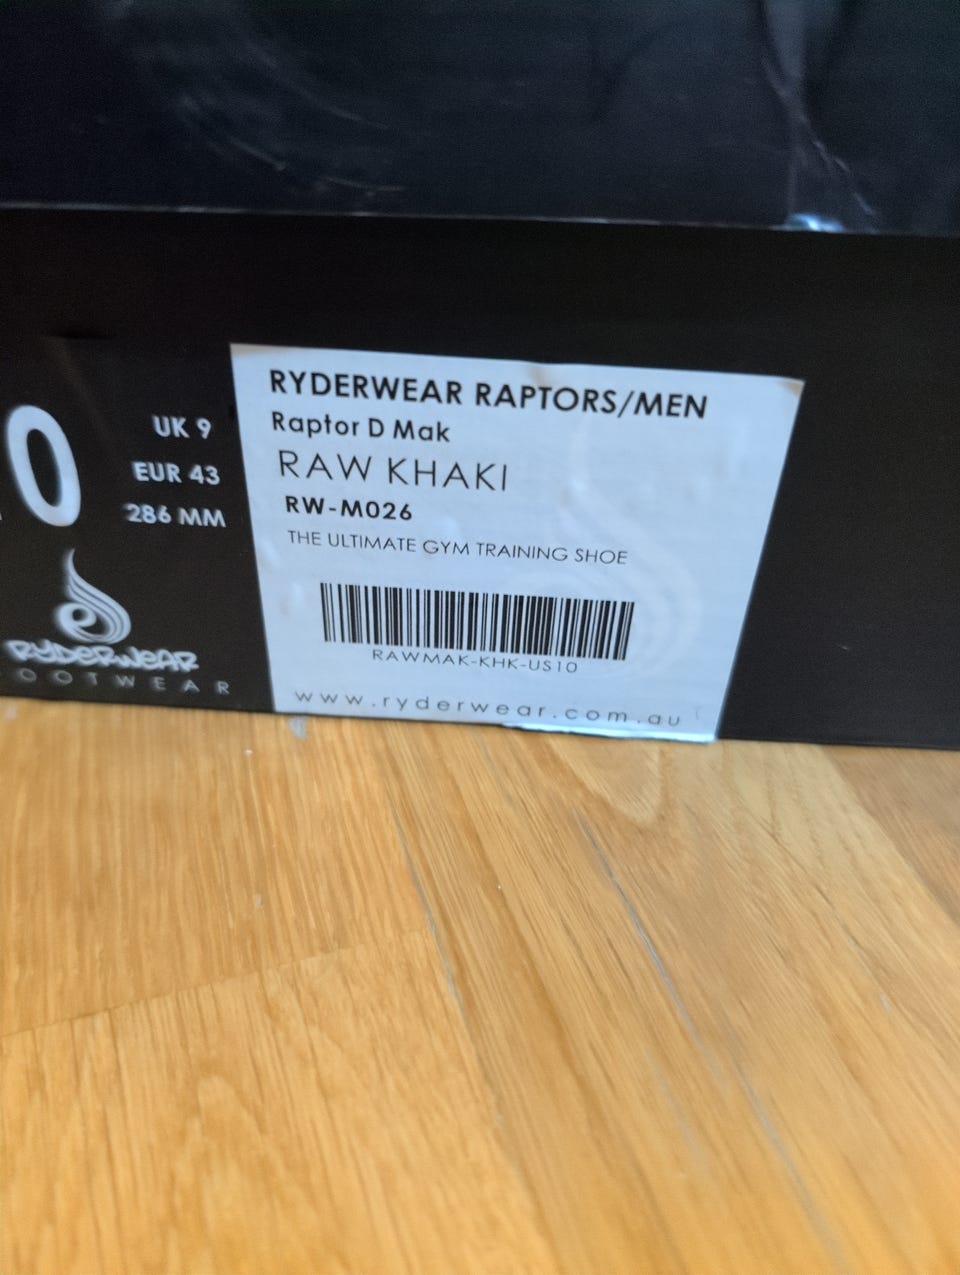 0
UK 9
EUR 43
286 MM
RYDERWEAR
OOTWEAR
RYDERWEAR RAPTORS/MEN
Raptor D Mak
RAW KHAKI
RW-M026
THE ULTIMATE GYM TRAINING SHOE
RAWMAK-KHK-US10
www.ryderwear.com.au